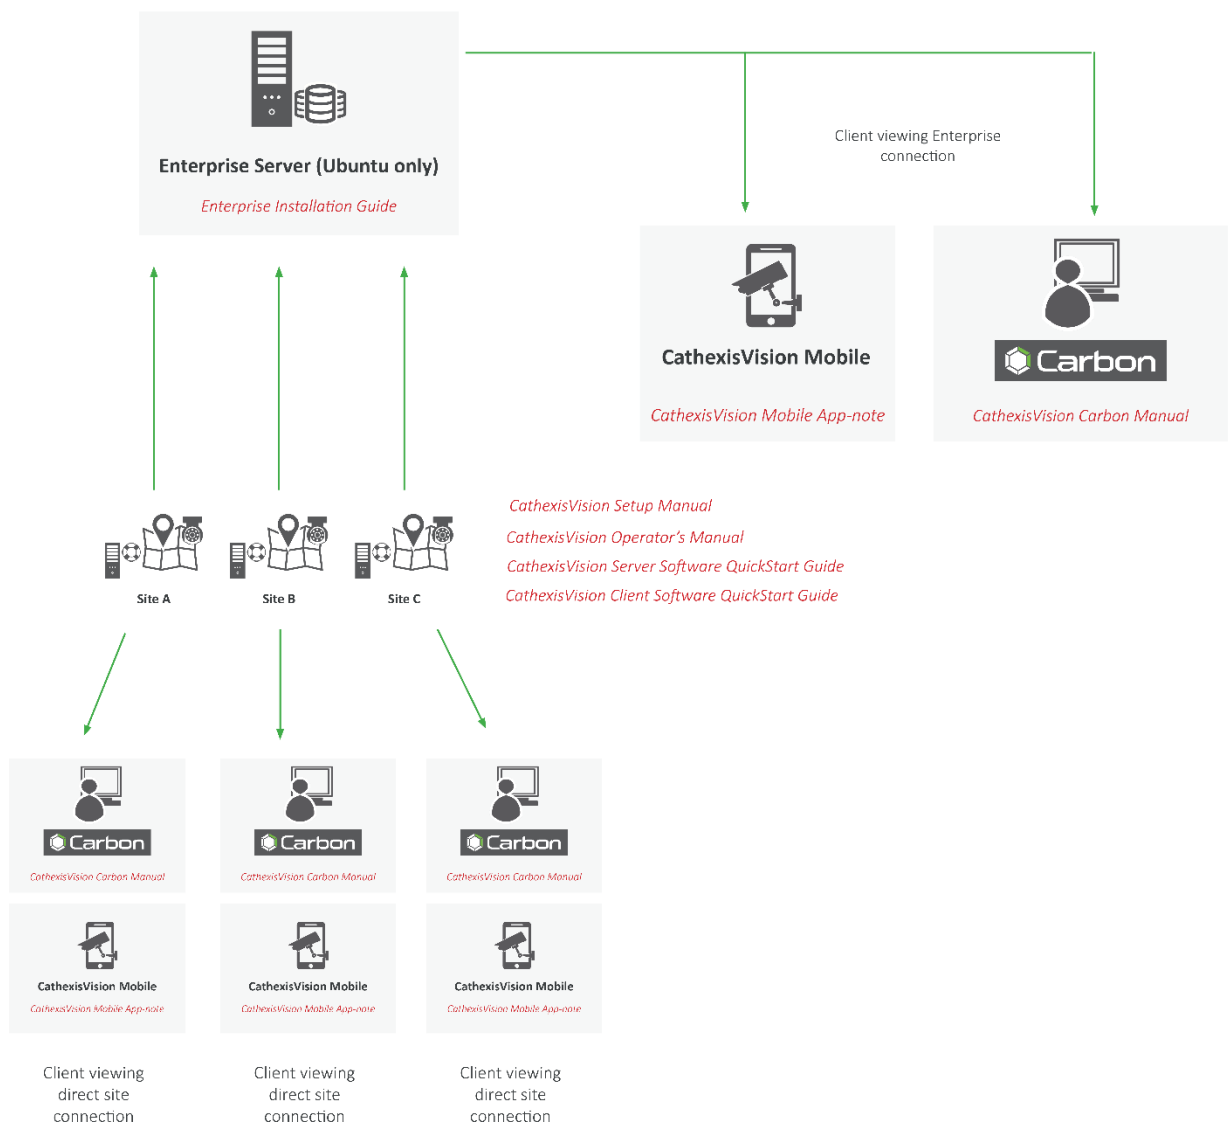 Enterprise Server (Ubuntu only)
Enterprise Installation Guide
Client viewing Enterprise
connection
CathexisVision Mobile
CathexisVision Mobile App-note
Carbon
CathexisVision Carbon Manual
CathexisVision Setup Manual
CathexisVision Operator's Manual
CathexisVision Server Software QuickStart Guide
CathexisVision Client Software QuickStart Guide
Site A
Site B
Site C
Carbon
CathexisVision Carbon Manual
CathexisVision Mobile
CathexisVision Mobile App-note
Client viewing
direct site
connection
Carbon
CathexisVision Carbon Manual
CathexisVision Mobile
CathexisVision Mobile App-note
Client viewing
direct site
connection
Carbon
CathexisVision Carbon Manual
CathexisVision Mobile
CathexisVision Mobile App-note
Client viewing
direct site
connection